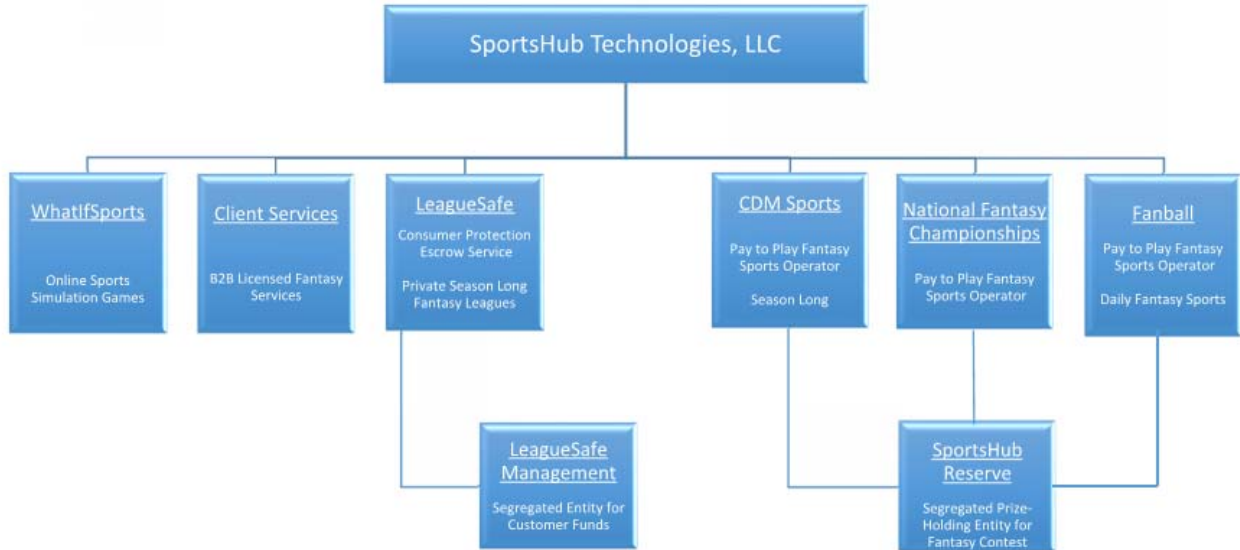 SportsHub Technologies, LLC
WhatIfSports
Online Sports
Simulation Games
Client Services
B2B Licensed Fantasy
Services
LeagueSafe
Consumer Protection
Escrow Service
Private Season Long
Fantasy Leagues
CDM Sports
Pay to Play Fantasy
Sports Operator
Season Long
National Fantasy
Championships
Pay to Play Fantasy
Sports Operator
Fanball
Pay to Play Fantasy
Sports Operator
Daily Fantasy Sports
LeagueSafe
Management
Segregated Entity for
Customer Funds
SportsHub
Reserve
Segregated Prize-
Holding Entity for
Fantasy Contest